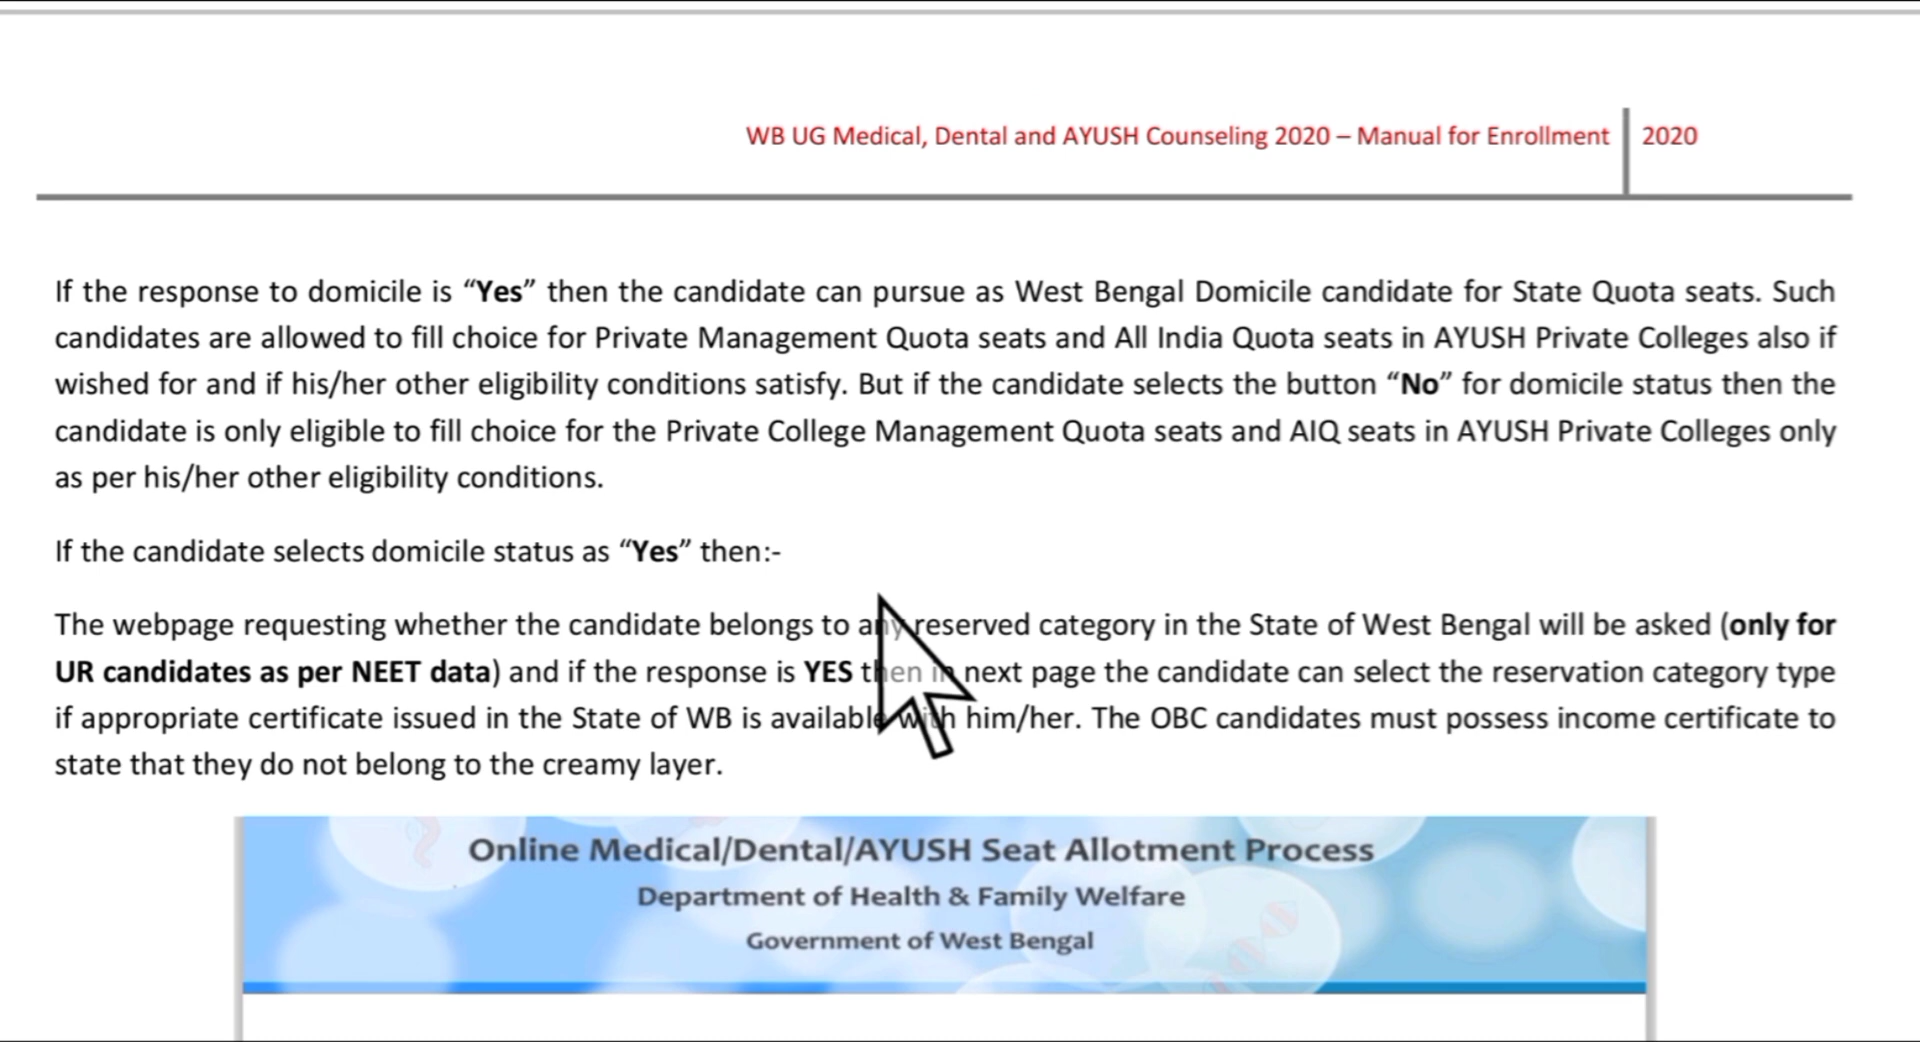 WB UG Medical, Dental and AYUSH Counseling 2020 – Manual for Enrollment 2020
If the response to domicile is “Yes” then the candidate can pursue as West Bengal Domicile candidate for State Quota seats. Such
candidates are allowed to fill choice for Private Management Quota seats and All India Quota seats in AYUSH Private Colleges also if
wished for and if his/her other eligibility conditions satisfy. But if the candidate selects the button “No” for domicile status then the
candidate is only eligible to fill choice for the Private College Management Quota seats and AIQ seats in AYUSH Private Colleges only
as per his/her other eligibility conditions.
If the candidate selects domicile status as “Yes” then:-
The webpage requesting whether the candidate belongs to any reserved category in the State of West Bengal will be asked (only for
UR candidates as per NEET data) and if the response is YES then in next page the candidate can select the reservation category type
if appropriate certificate issued in the State of WB is available with him/her. The OBC candidates must possess income certificate to
state that they do not belong to the creamy layer.
Online Medical/Dental/AYUSH Seat Allotment Process
Department of Health & Family Welfare
Government of West Bengal